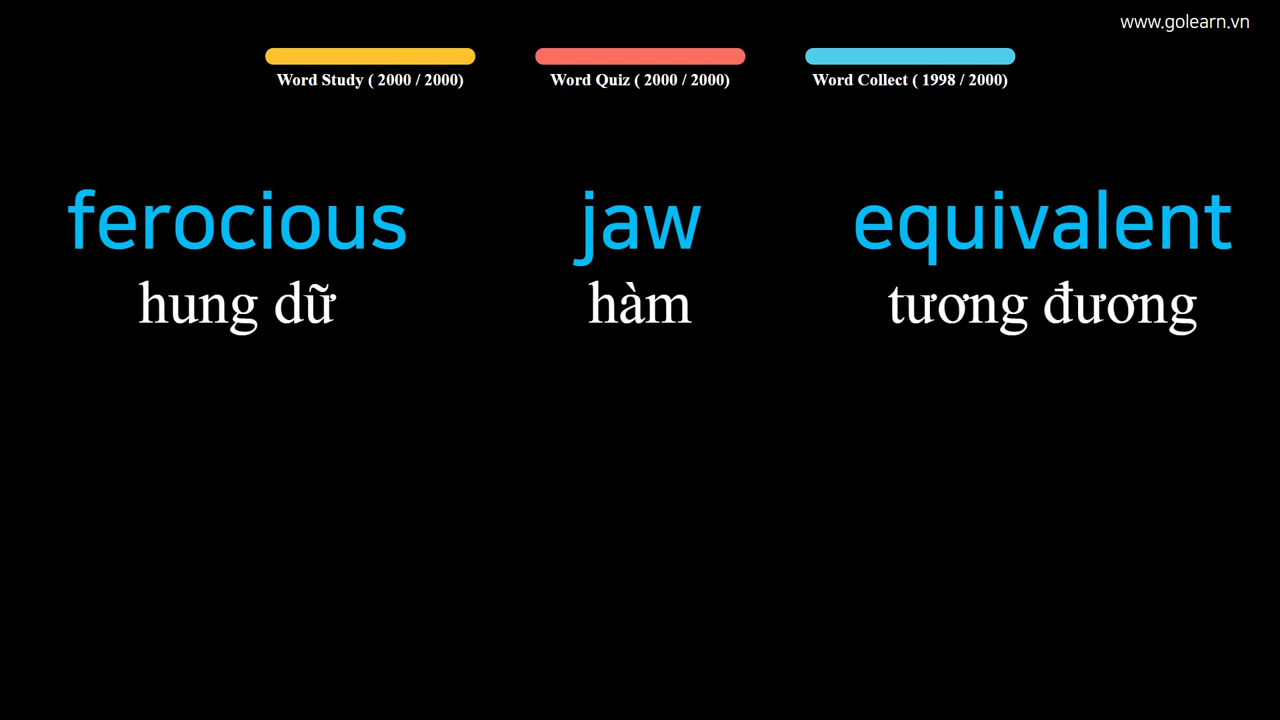 www.golearn.vn
Word Study ( 2000 / 2000) Word Quiz ( 2000 / 2000) Word Collect ( 1998 / 2000)
ferocious jaw equivalent
hung dữ hàm tương đương